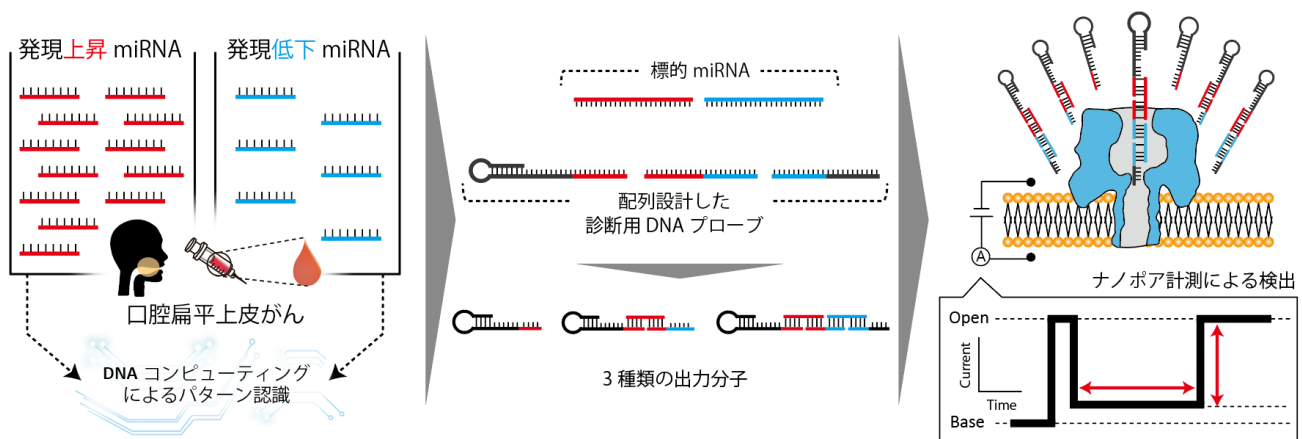 発現上昇 miRNA
発現低下 miRNA
口腔扁平上皮がん
DNA コンピューティング
によるパターン認識
標的 miRNA
配列設計した
診断用 DNA プローブ
3 種類の出力分子
A
ナノポア計測による検出
Open
Current
Time
Base